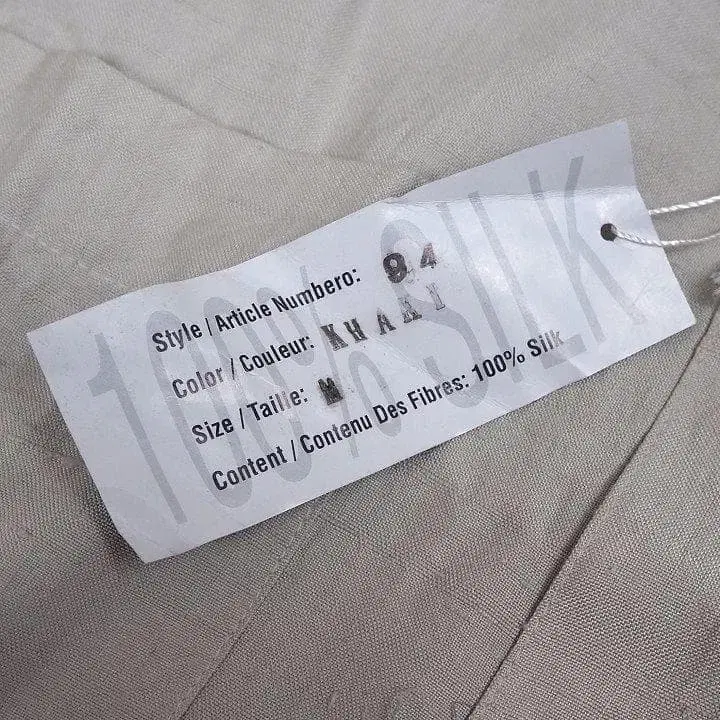 100% SILK
Style / Article Numbero: 94
Color / Couleur: KHAKI
Size / Taille: M
Content / Contenu Des Fibres: 100% Silk